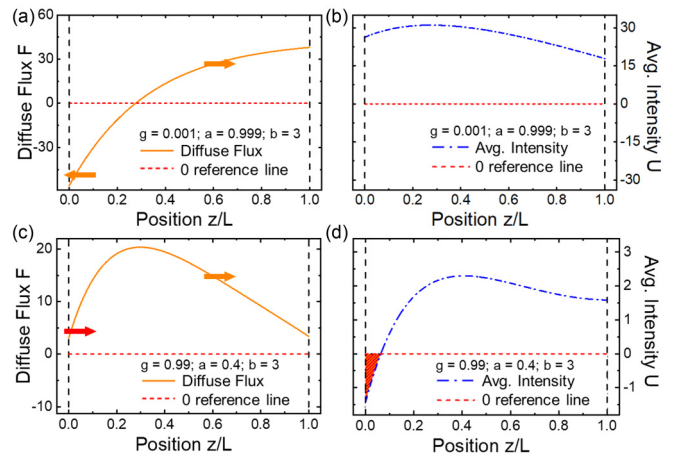 (a)
Diffuse Flux F
60
30
0
-30
0.0 0.2 0.4 0.6 0.8 1.0
Position z/L
g = 0.001; a = 0.999; b = 3
Diffuse Flux
0 reference line
(b)
Avg. Intensity U
30
15
0
-15
-30
0.0 0.2 0.4 0.6 0.8 1.0
Position z/L
g = 0.001; a = 0.999; b = 3
Avg. Intensity
0 reference line
(c)
Diffuse Flux F
20
10
0
-10
0.0 0.2 0.4 0.6 0.8 1.0
Position z/L
g = 0.99; a = 0.4; b = 3
Diffuse Flux
0 reference line
(d)
Avg. Intensity U
3
2
1
0
-1
0.0 0.2 0.4 0.6 0.8 1.0
Position z/L
g = 0.99; a = 0.4; b = 3
Avg. Intensity
0 reference line